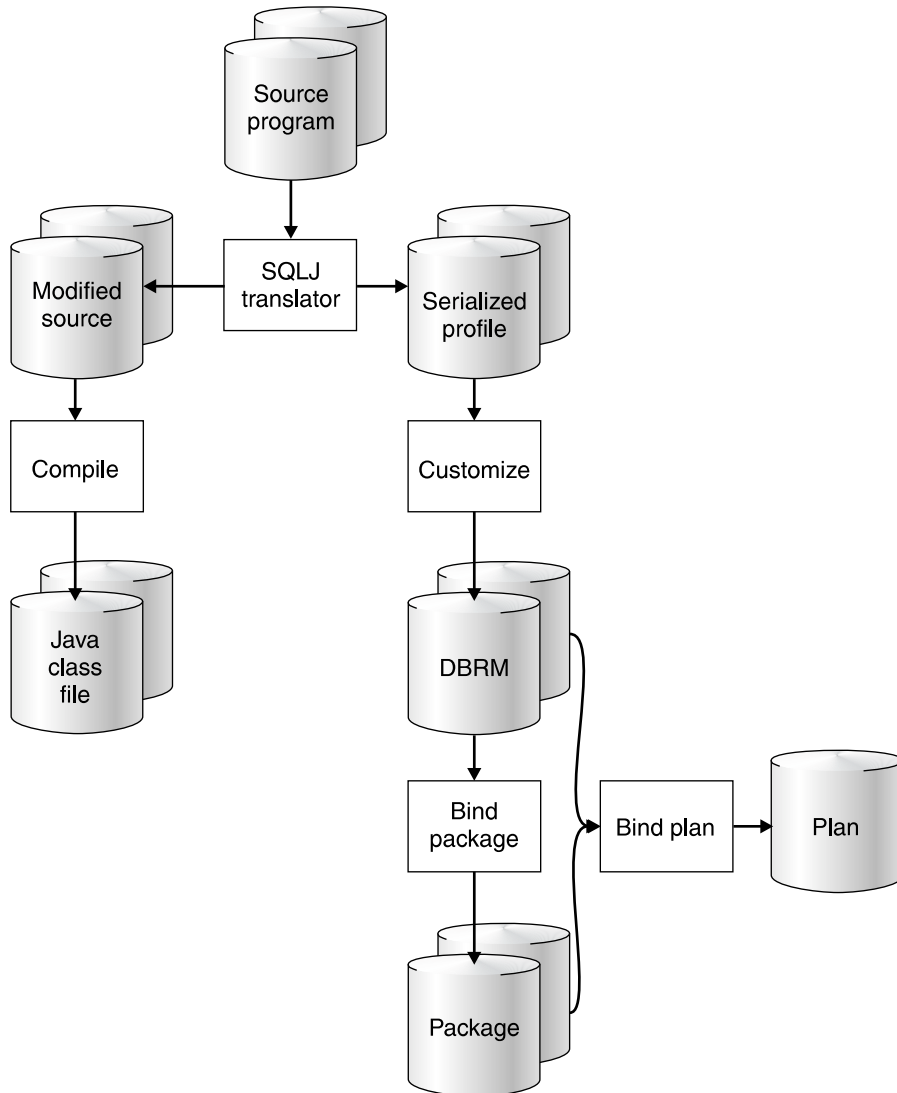 Source
program
SQLJ
translator
Modified
source
Serialized
profile
Compile
Customize
Java
class
file
DBRM
Bind
package
Bind plan
Plan
Package